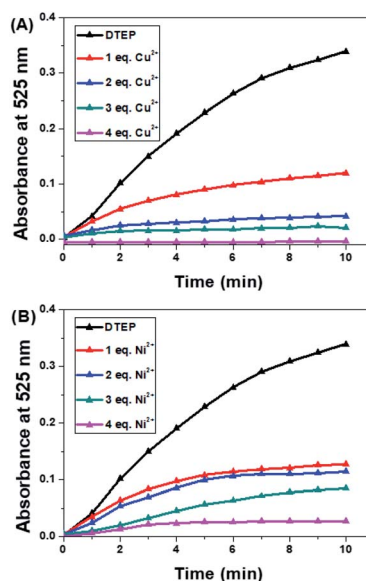 (A)
Absorbance at 525 nm
0.4
0.3
0.2
0.1
0.0
DTEP
1 eq. Cu²⁺
2 eq. Cu²⁺
3 eq. Cu²⁺
4 eq. Cu²⁺
0 2 4 6 8 10
Time (min)
(B)
Absorbance at 525 nm
0.4
0.3
0.2
0.1
0.0
DTEP
1 eq. Ni²⁺
2 eq. Ni²⁺
3 eq. Ni²⁺
4 eq. Ni²⁺
0 2 4 6 8 10
Time (min)